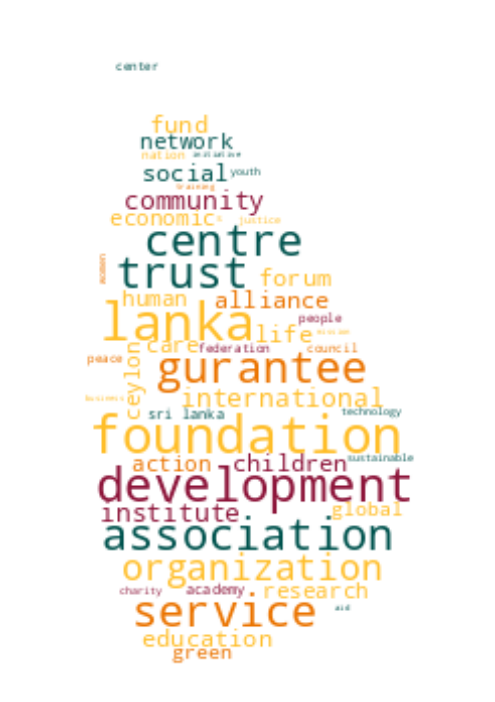 center
fund
network
nation initiative
social youth
training
community
economic s justice
centre
women
trust forum
human alliance
lanka people
life mission
care federation council
peace gurantee
ceylon
Business international
sri lanka technology
foundation
action children sustainable
development
institute global
association
organization
charity academy research
service aid
education
green